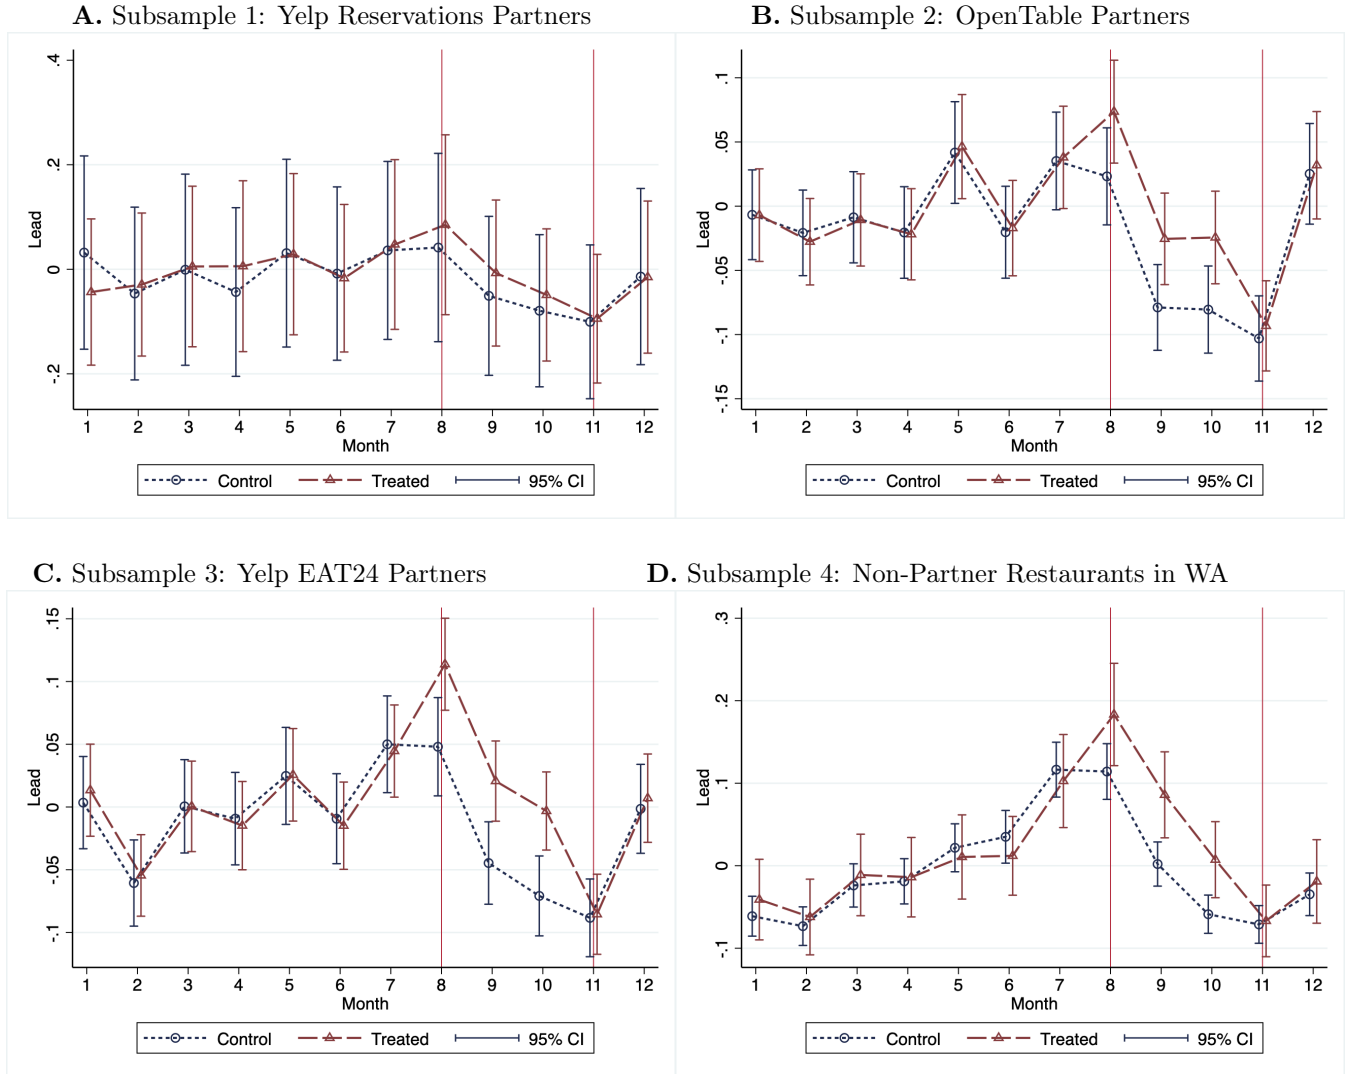 A. Subsample 1: Yelp Reservations Partners
.4
.2
0
-.2
Lead
1 2 3 4 5 6 7 8 9 10 11 12
Month
Control Treated 95% CI
B. Subsample 2: OpenTable Partners
.1
.05
0
-.05
-.1
-.15
Lead
1 2 3 4 5 6 7 8 9 10 11 12
Month
Control Treated 95% CI
C. Subsample 3: Yelp EAT24 Partners
.15
.1
.05
0
-.05
-.1
Lead
1 2 3 4 5 6 7 8 9 10 11 12
Month
Control Treated 95% CI
D. Subsample 4: Non-Partner Restaurants in WA
.3
.2
.1
0
-.1
Lead
1 2 3 4 5 6 7 8 9 10 11 12
Month
Control Treated 95% CI